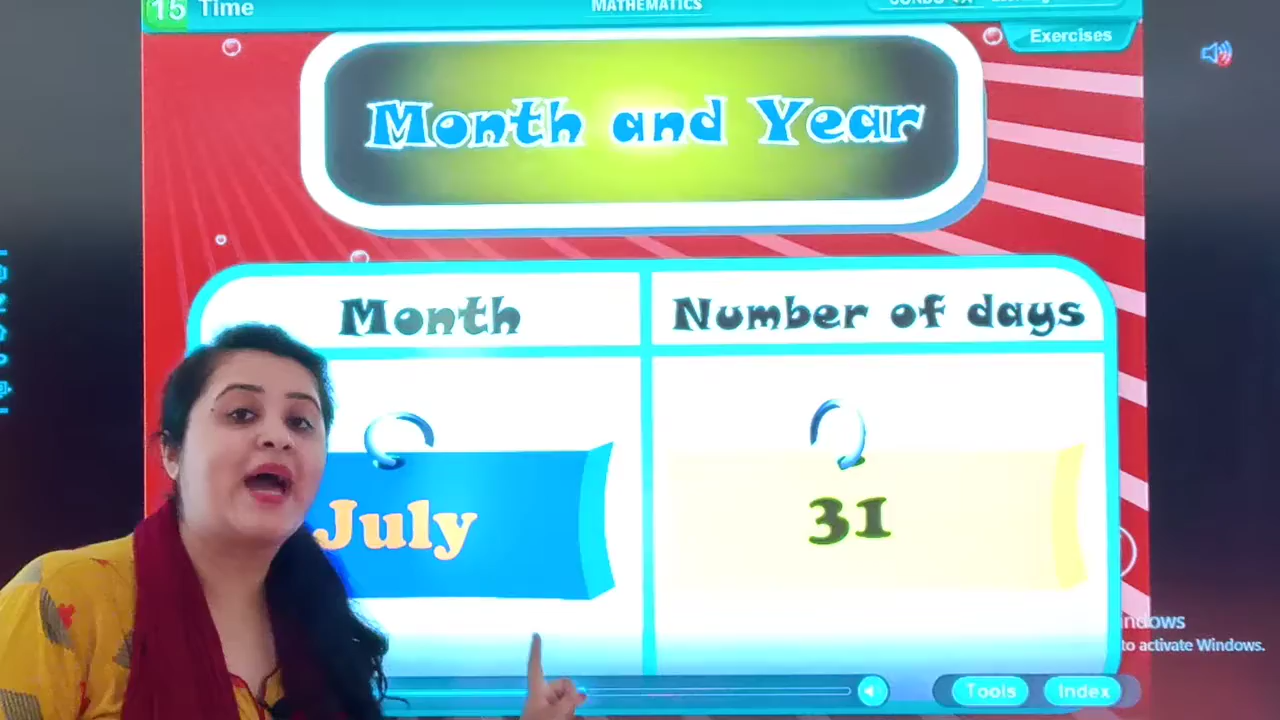 15 Time
MATHEMATICS
Exercises
Month and Year
Month
Number of days
July
31
to activate Windows.
Tools
Index